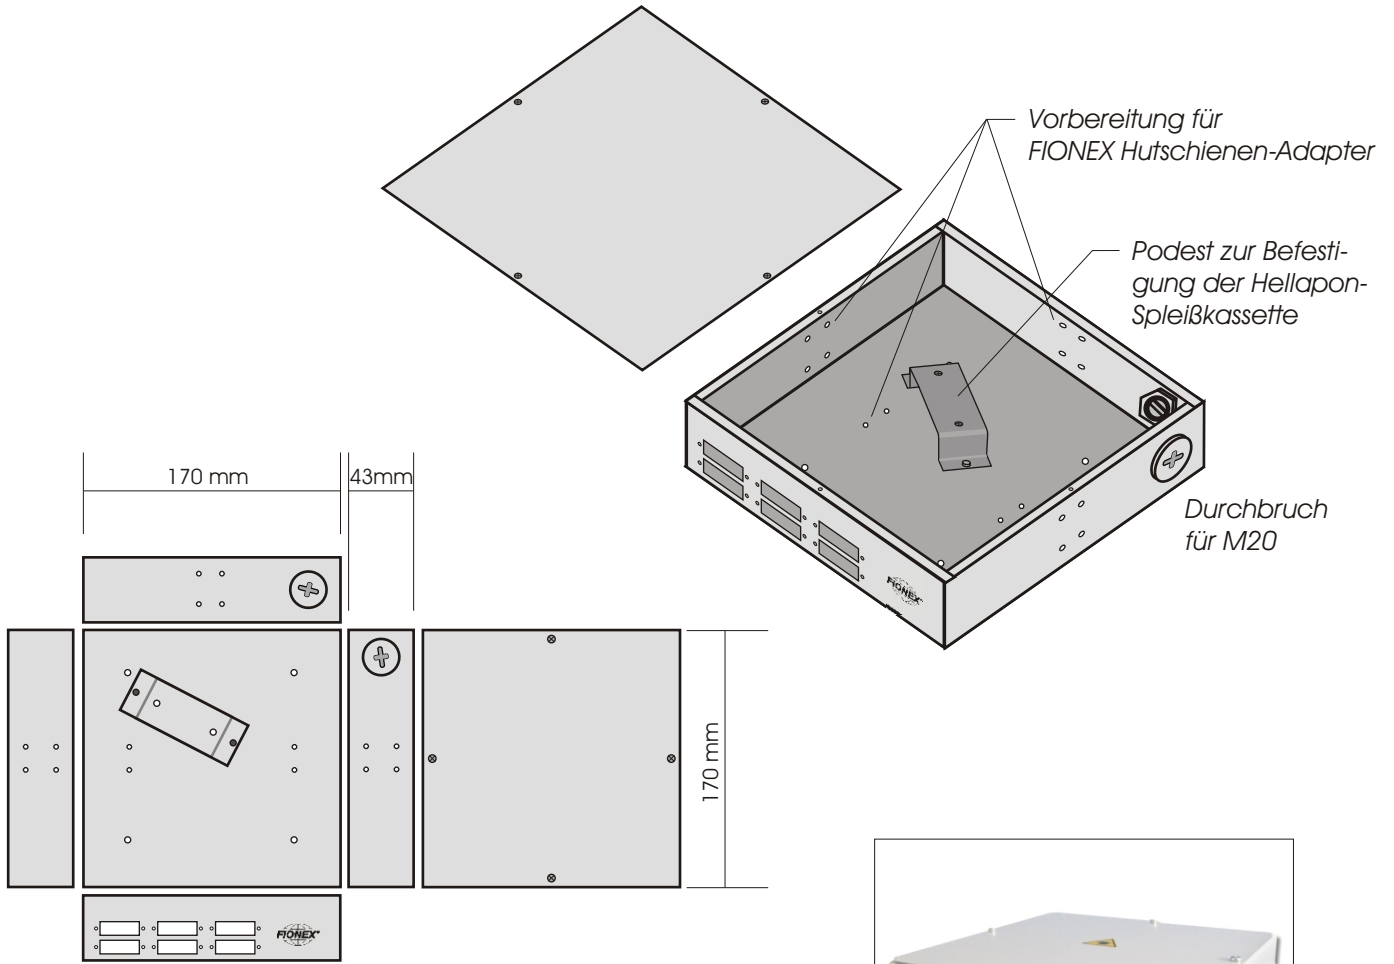 Vorbereitung für
FIONEX Hutschienen-Adapter
Podest zur Befesti-
gung der Hellapon-
Spleißkassette
Durchbruch
für M20
FIONEX
170 mm
43mm
170 mm
FIONEX